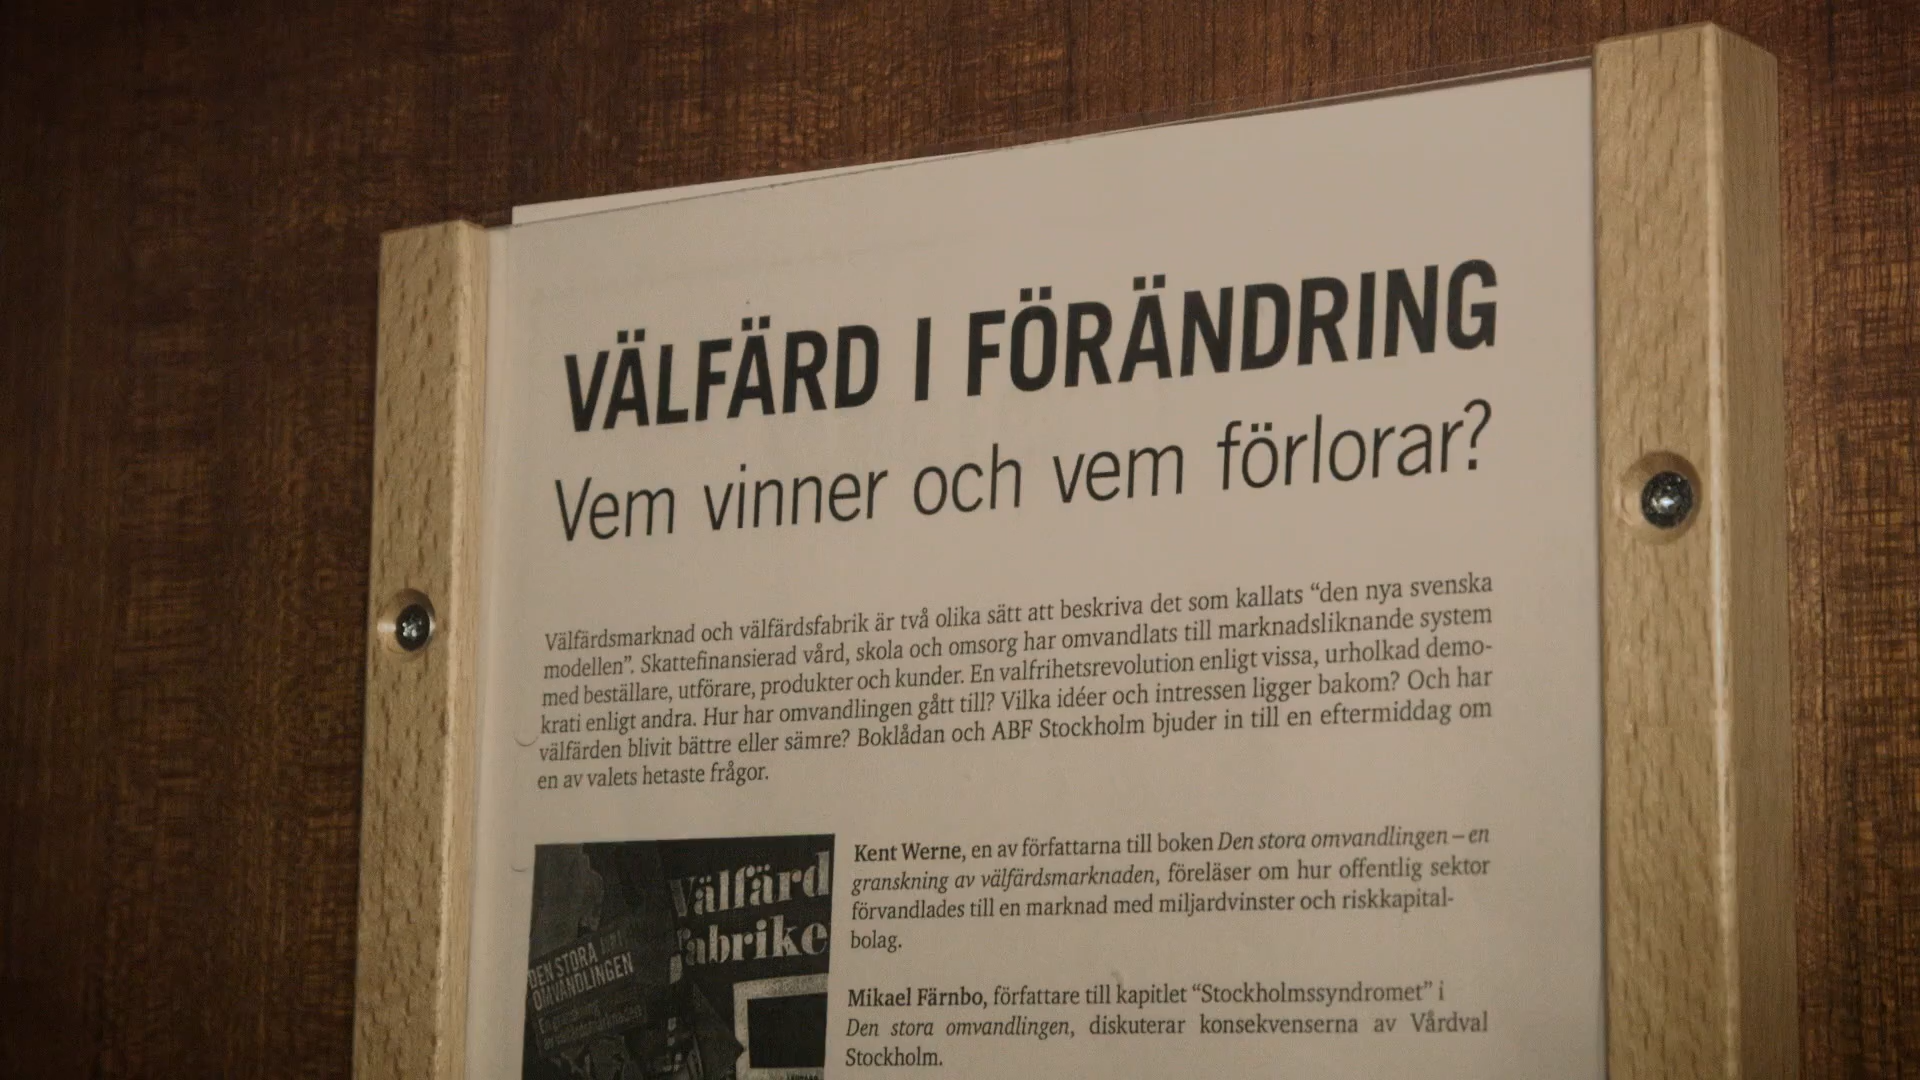 VÄLFÄRD I FÖRÄNDRING
Vem vinner och vem förlorar?
Välfärdsmarknad och välfärdsfabrik är två olika sätt att beskriva det som kallats “den nya svenska
modellen”. Skattefinansierad vård, skola och omsorg har omvandlats till marknadsliknande system
med beställare, utförare, produkter och kunder. En valfrihetsrevolution enligt vissa, urholkad demo-
krati enligt andra. Hur har omvandlingen gått till? Vilka idéer och intressen ligger bakom? Och har
välfärden blivit bättre eller sämre? Boklådan och ABF Stockholm bjuder in till en eftermiddag om
en av valets hetaste frågor.
Välfärd
fabrike
DEN STORA
OMVANDLINGEN
En granskning
av välfärdsmarknaden
Kent Werne, en av författarna till boken Den stora omvandlingen – en
granskning av välfärdsmarknaden, föreläser om hur offentlig sektor
förvandlades till en marknad med miljardvinster och riskkapital-
bolag.
Mikael Färnbo, författare till kapitlet “Stockholmssyndromet” i
Den stora omvandlingen, diskuterar konsekvenserna av Vårdval
Stockholm.